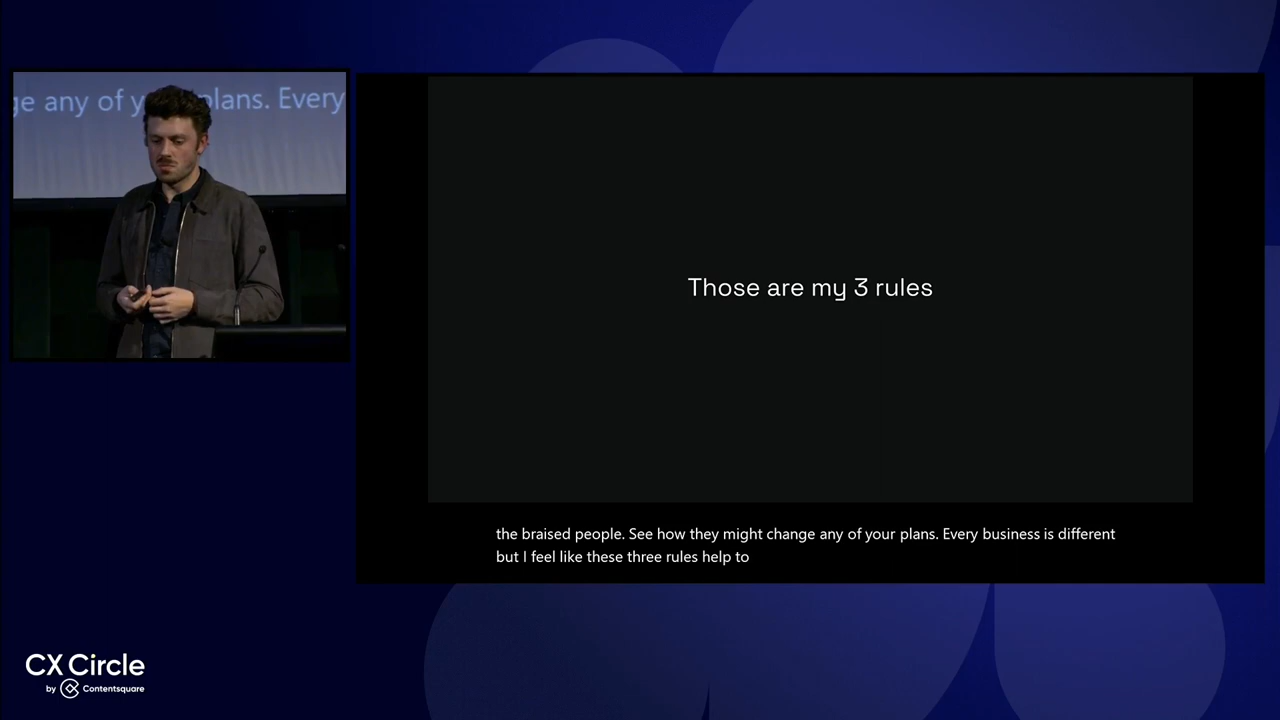 ge any of y plans. Every
Those are my 3 rules
the braised people. See how they might change any of your plans. Every business is different
but I feel like these three rules help to
CX Circle
by Contentsquare